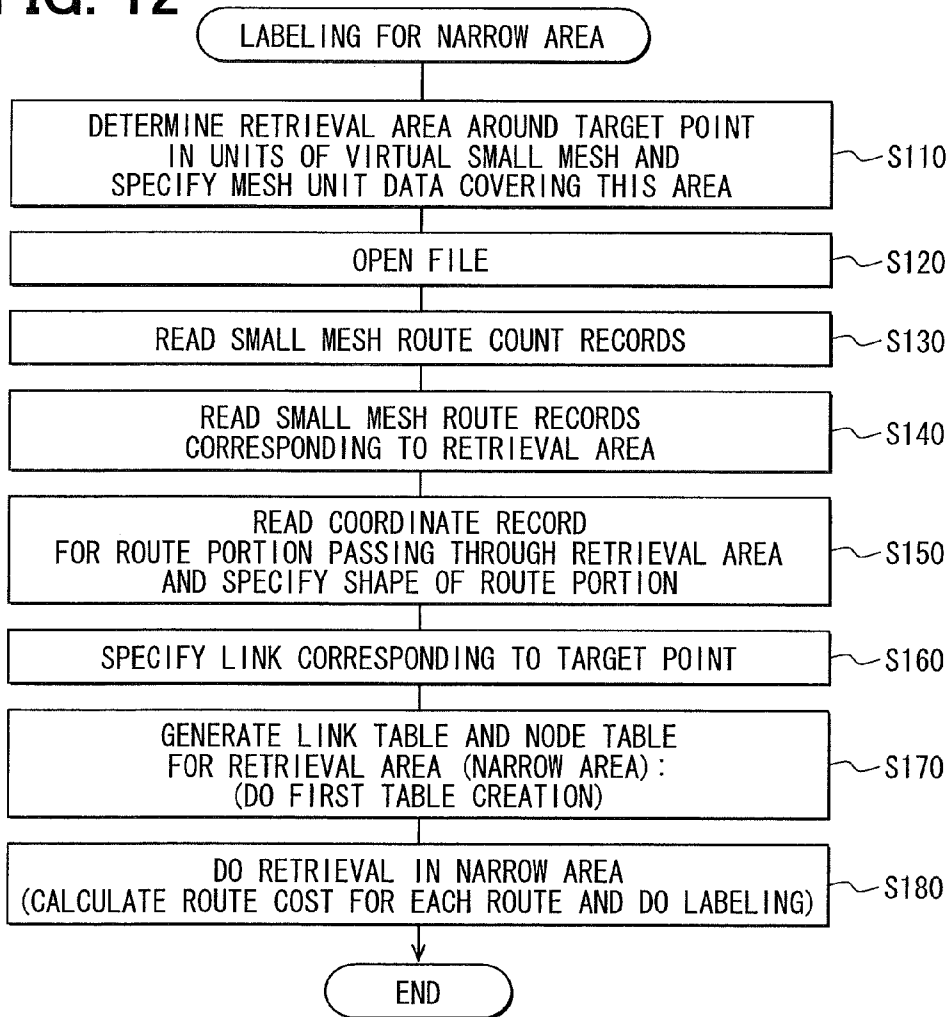 FIG. 12
LABELING FOR NARROW AREA
DETERMINE RETRIEVAL AREA AROUND TARGET POINT
IN UNITS OF VIRTUAL SMALL MESH AND
SPECIFY MESH UNIT DATA COVERING THIS AREA
S110
OPEN FILE
S120
READ SMALL MESH ROUTE COUNT RECORDS
S130
READ SMALL MESH ROUTE RECORDS
CORRESPONDING TO RETRIEVAL AREA
S140
READ COORDINATE RECORD
FOR ROUTE PORTION PASSING THROUGH RETRIEVAL AREA
AND SPECIFY SHAPE OF ROUTE PORTION
S150
SPECIFY LINK CORRESPONDING TO TARGET POINT
S160
GENERATE LINK TABLE AND NODE TABLE
FOR RETRIEVAL AREA (NARROW AREA):
(DO FIRST TABLE CREATION)
S170
DO RETRIEVAL IN NARROW AREA
(CALCULATE ROUTE COST FOR EACH ROUTE AND DO LABELING)
S180
END